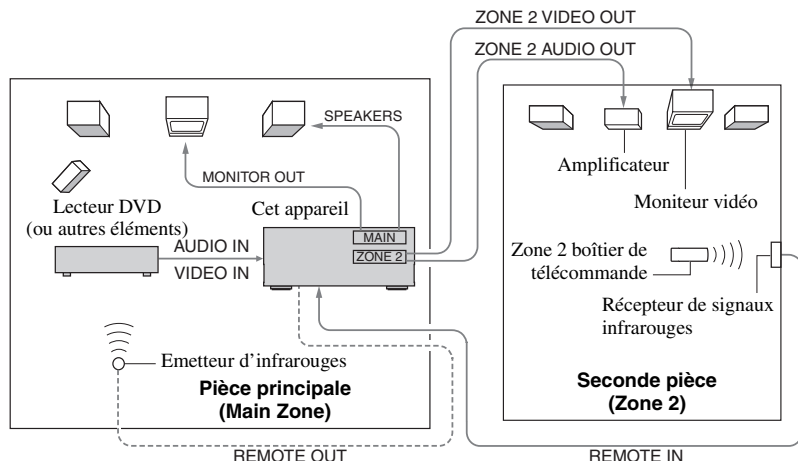 ZONE 2 VIDEO OUT
ZONE 2 AUDIO OUT
SPEAKERS
MONITOR OUT
Lecteur DVD
(ou autres éléments)
Cet appareil
AUDIO IN
VIDEO IN
MAIN
ZONE 2
Emetteur d'infrarouges
Pièce principale
(Main Zone)
REMOTE OUT
Amplificateur
Moniteur vidéo
Zone 2 boîtier de
télécommande
Récepteur de signaux
infrarouges
Seconde pièce
(Zone 2)
REMOTE IN